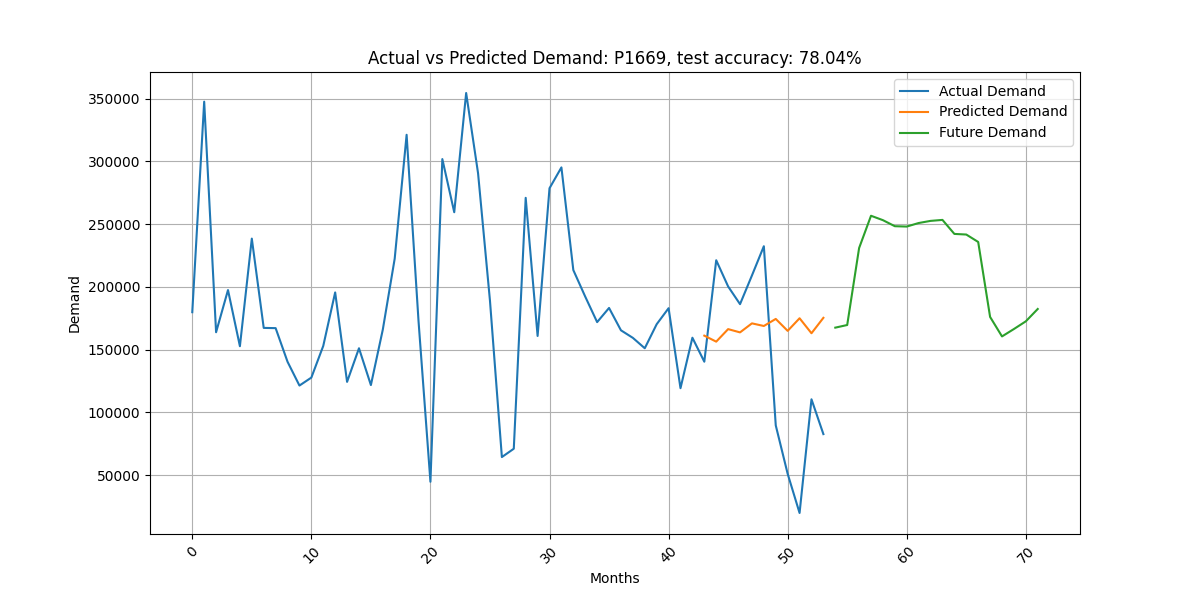 Actual vs Predicted Demand: P1669, test accuracy: 78.04%
Actual Demand
Predicted Demand
Future Demand
350000
300000
250000
200000
150000
100000
50000
Demand
0 10 20 30 40 50 60 70
Months